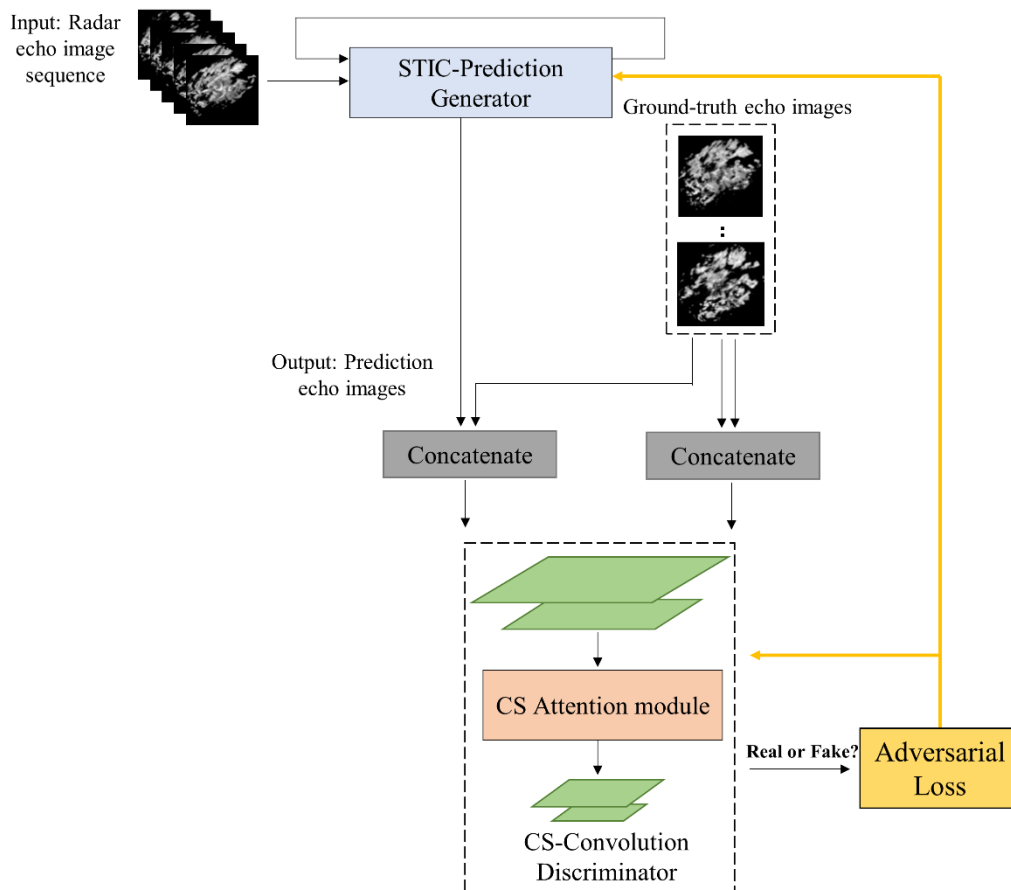 Input: Radar
echo image
sequence
STIC-Prediction
Generator
Ground-truth echo images
:
Output: Prediction
echo images
Concatenate
Concatenate
CS Attention module
Real or Fake?
Adversarial
Loss
CS-Convolution
Discriminator